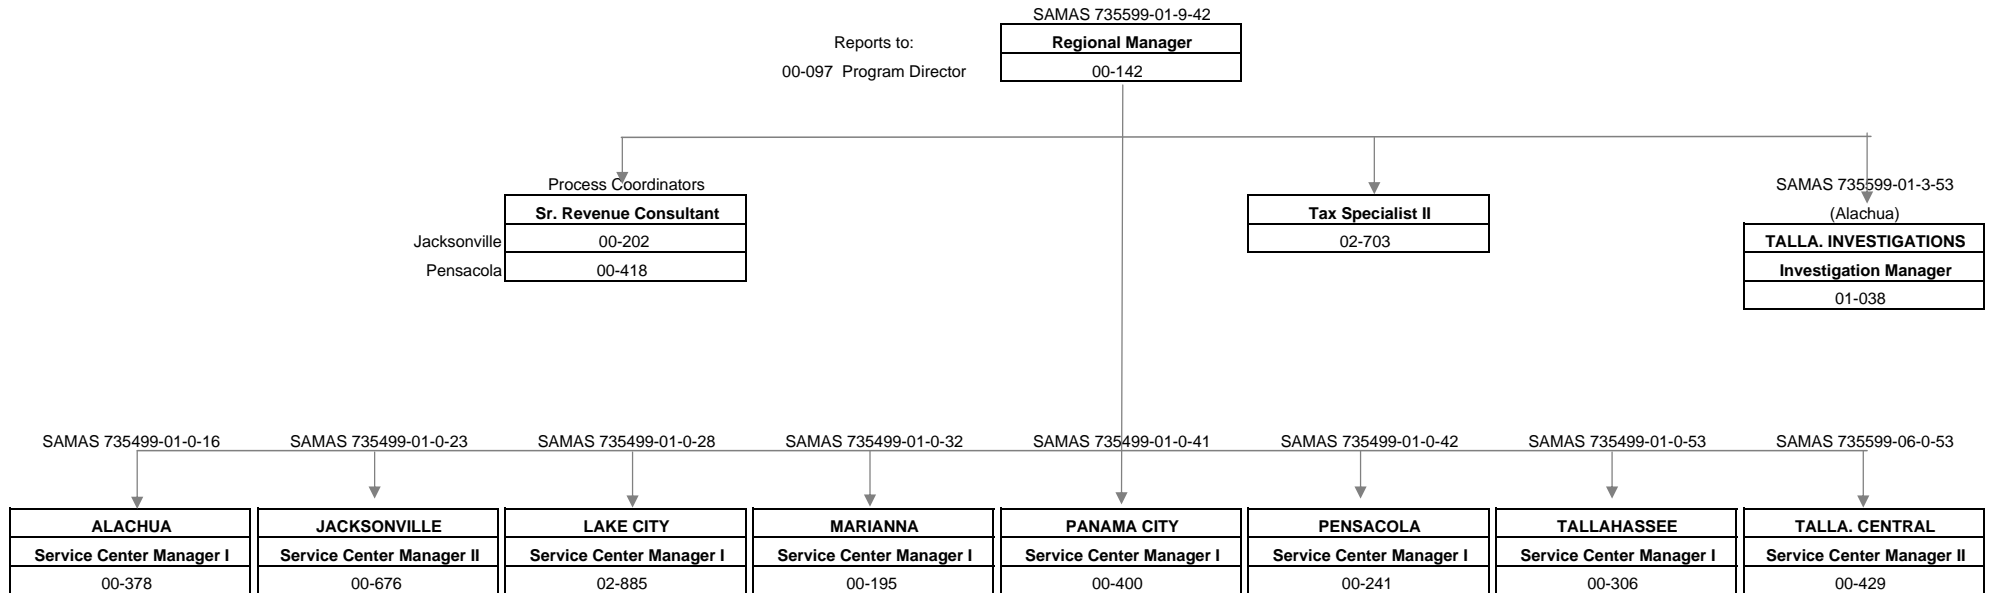 SAMAS 735599-01-9-42
Reports to:
Regional Manager
00-097 Program Director
00-142
Process Coordinators
Sr. Revenue Consultant
Jacksonville
00-202
Pensacola
00-418
Tax Specialist II
02-703
SAMAS 735599-01-3-53
(Alachua)
TALLA. INVESTIGATIONS
Investigation Manager
01-038
SAMAS 735499-01-0-16
ALACHUA
Service Center Manager I
00-378
SAMAS 735499-01-0-23
JACKSONVILLE
Service Center Manager II
00-676
SAMAS 735499-01-0-28
LAKE CITY
Service Center Manager I
02-885
SAMAS 735499-01-0-32
MARIANNA
Service Center Manager I
00-195
SAMAS 735499-01-0-41
PANAMA CITY
Service Center Manager I
00-400
SAMAS 735499-01-0-42
PENSACOLA
Service Center Manager I
00-241
SAMAS 735499-01-0-53
TALLAHASSEE
Service Center Manager I
00-306
SAMAS 735599-06-0-53
TALLA. CENTRAL
Service Center Manager II
00-429